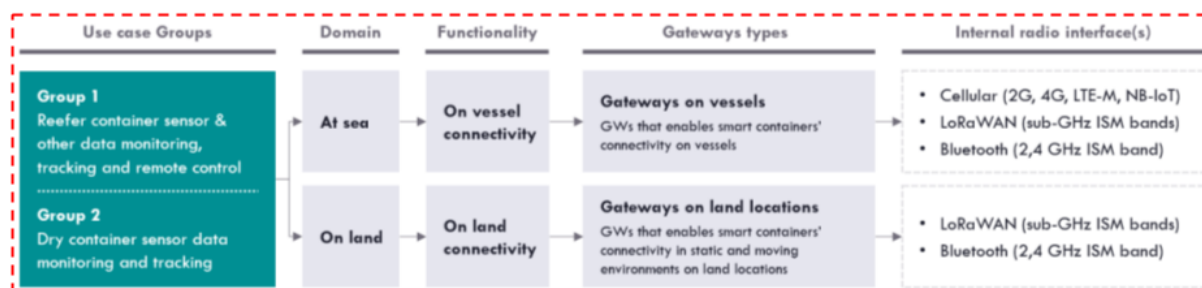 Use case Groups
Domain
Functionality
Gateways types
Internal radio interface(s)
Group 1
Reefer container sensor &
other data monitoring,
tracking and remote control
Group 2
Dry container sensor data
monitoring and tracking
At sea
On vessel
connectivity
Gateways on vessels
GWs that enables smart containers'
connectivity on vessels
• Cellular (2G, 4G, LTE-M, NB-IoT)
• LoRaWAN (sub-GHz ISM bands)
• Bluetooth (2,4 GHz ISM band)
On land
On land
connectivity
Gateways on land locations
GWs that enables smart containers'
connectivity in static and moving
environments on land locations
• LoRaWAN (sub-GHz ISM bands)
• Bluetooth (2,4 GHz ISM band)